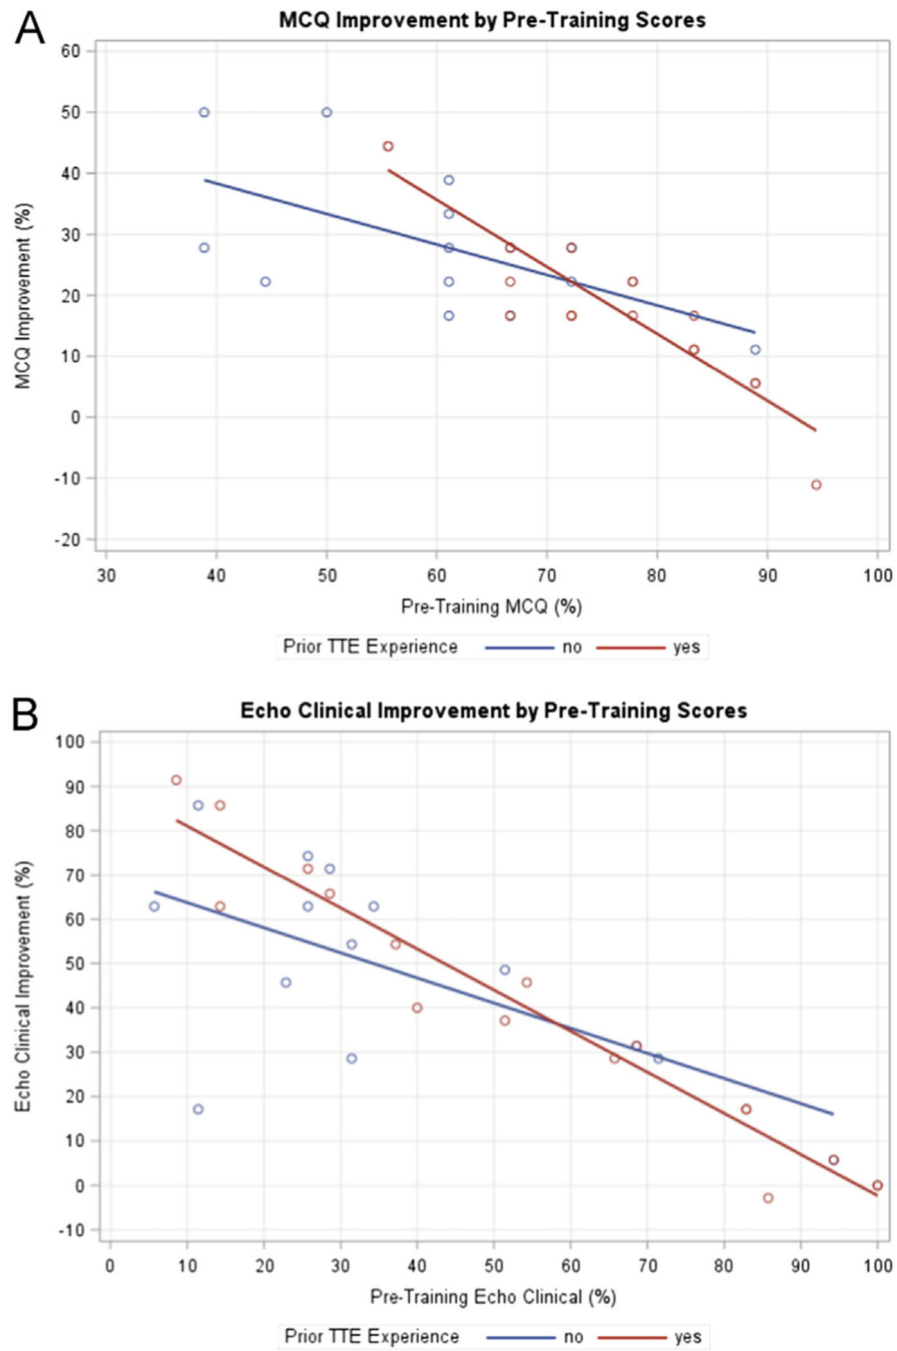 A
MCQ Improvement by Pre-Training Scores
60
50
40
30
20
10
0
-10
-20
MCQ Improvement (%)
30 40 50 60 70 80 90 100
Pre-Training MCQ (%)
Prior TTE Experience no yes
B
Echo Clinical Improvement by Pre-Training Scores
100
90
80
70
60
50
40
30
20
10
0
-10
Echo Clinical Improvement (%)
0 10 20 30 40 50 60 70 80 90 100
Pre-Training Echo Clinical (%)
Prior TTE Experience no yes